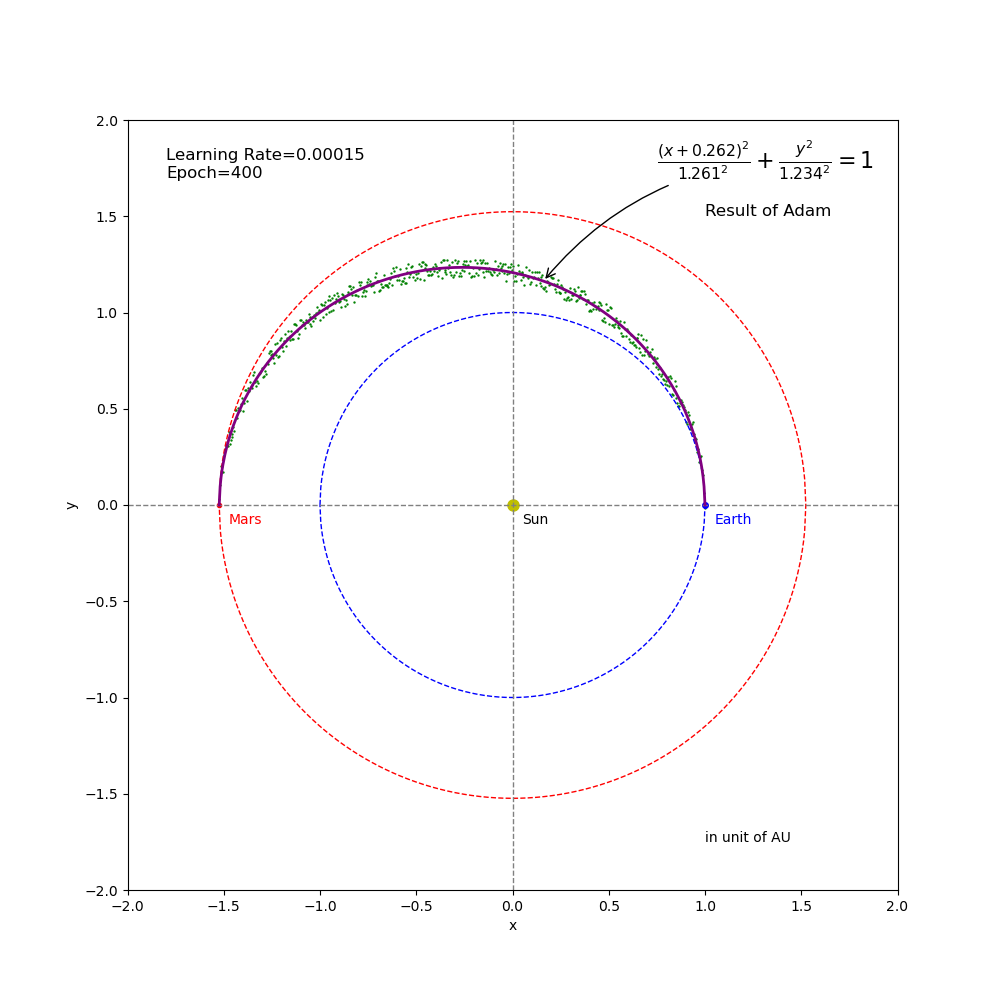 Learning Rate=0.00015
Epoch=400
(x+0.262)²/1.261² + y²/1.234² = 1
Result of Adam
Mars
Sun
Earth
in unit of AU
2.0
1.5
1.0
0.5
0.0
−0.5
−1.0
−1.5
−2.0
y
−2.0 −1.5 −1.0 −0.5 0.0 0.5 1.0 1.5 2.0
x